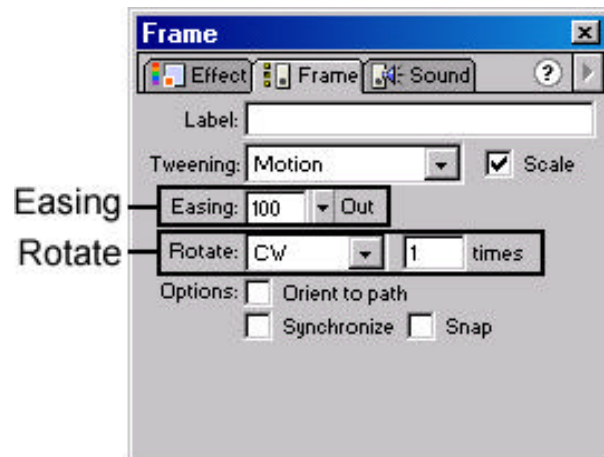 Frame
Effect Frame Sound ?
Label:
Tweening: Motion Scale
Easing Easing: 100 Out
Rotate Rotate: CW 1 times
Options: Orient to path
Synchronize Snap